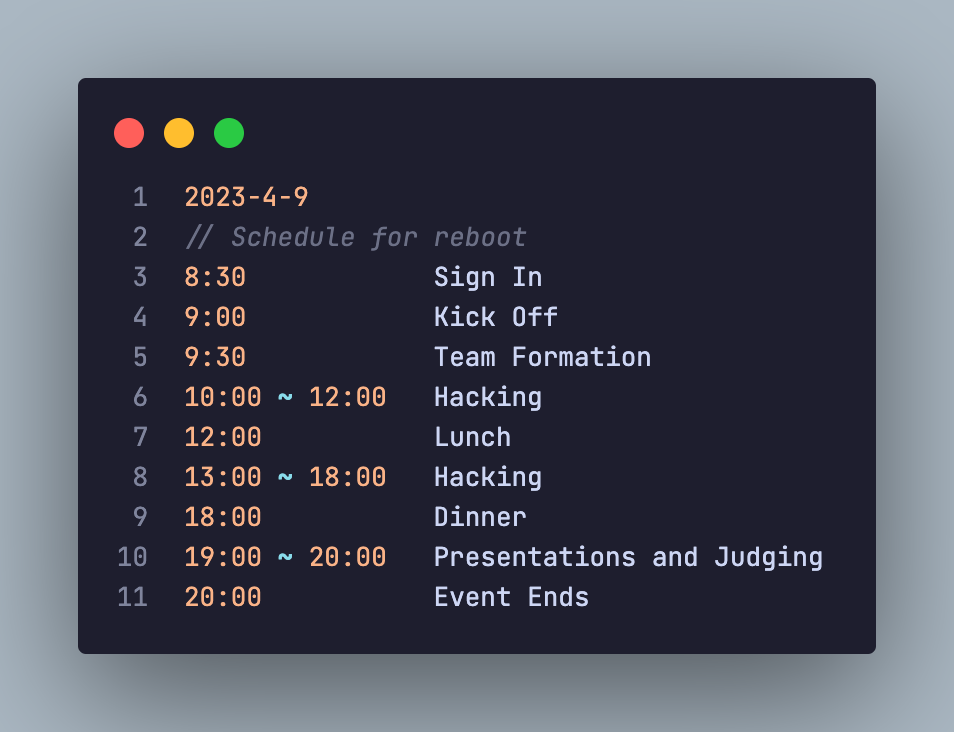 1 2023-4-9
2 // Schedule for reboot
3 8:30 Sign In
4 9:00 Kick Off
5 9:30 Team Formation
6 10:00 ~ 12:00 Hacking
7 12:00 Lunch
8 13:00 ~ 18:00 Hacking
9 18:00 Dinner
10 19:00 ~ 20:00 Presentations and Judging
11 20:00 Event Ends